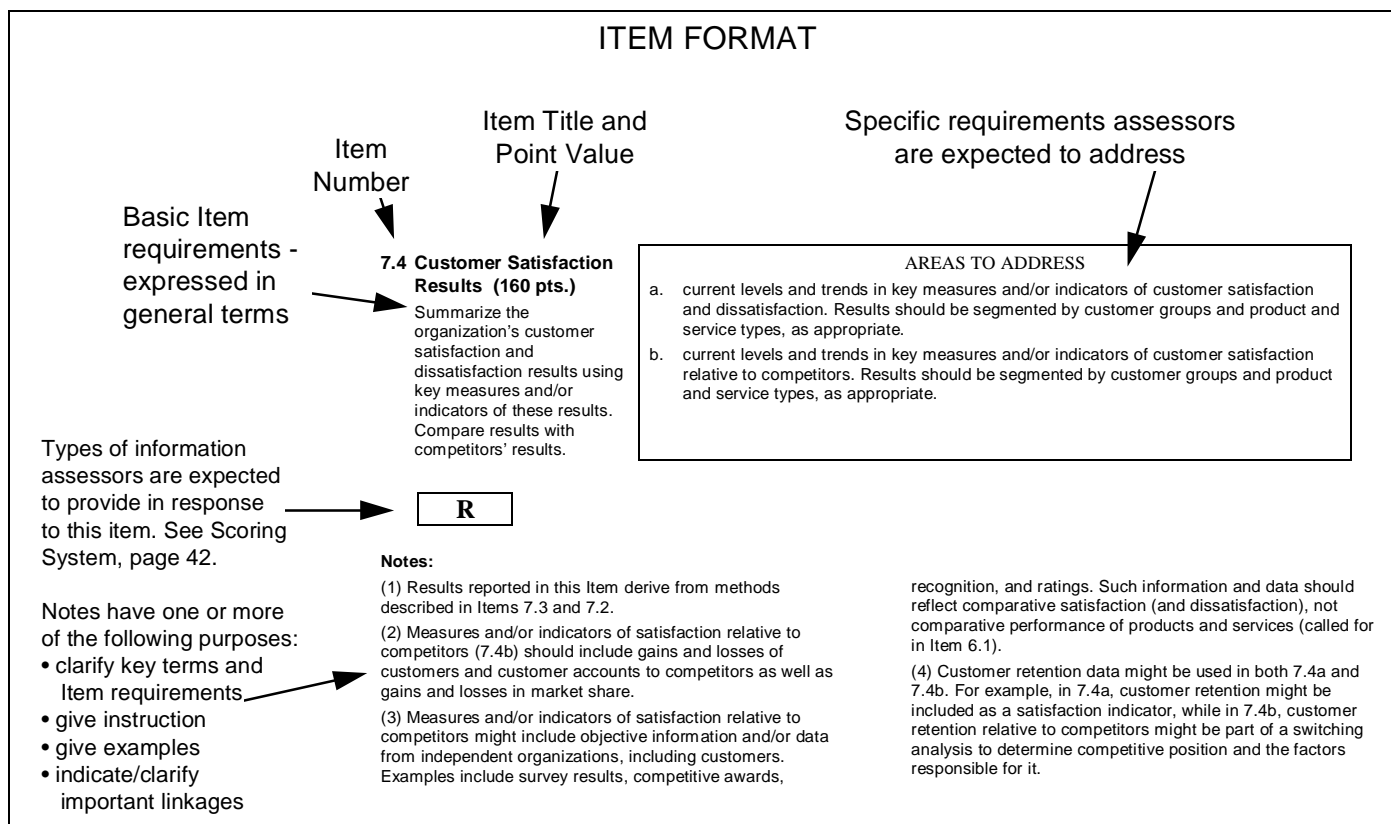 ITEM FORMAT
Item
Number
Item Title and
Point Value
Specific requirements assessors
are expected to address
Basic Item
requirements -
expressed in
general terms
7.4 Customer Satisfaction
Results (160 pts.)
Summarize the
organization's customer
satisfaction and
dissatisfaction results using
key measures and/or
indicators of these results.
Compare results with
competitors' results.
AREAS TO ADDRESS
a. current levels and trends in key measures and/or indicators of customer satisfaction
and dissatisfaction. Results should be segmented by customer groups and product and
service types, as appropriate.
b. current levels and trends in key measures and/or indicators of customer satisfaction
relative to competitors. Results should be segmented by customer groups and product
and service types, as appropriate.
Types of information
assessors are expected
to provide in response
to this item. See Scoring
System, page 42.
R
Notes have one or more
of the following purposes:
• clarify key terms and
Item requirements
• give instruction
• give examples
• indicate/clarify
important linkages
Notes:
(1) Results reported in this Item derive from methods
described in Items 7.3 and 7.2.
(2) Measures and/or indicators of satisfaction relative to
competitors (7.4b) should include gains and losses of
customers and customer accounts to competitors as well as
gains and losses in market share.
(3) Measures and/or indicators of satisfaction relative to
competitors might include objective information and/or data
from independent organizations, including customers.
Examples include survey results, competitive awards,
recognition, and ratings. Such information and data should
reflect comparative satisfaction (and dissatisfaction), not
comparative performance of products and services (called for
in Item 6.1).
(4) Customer retention data might be used in both 7.4a and
7.4b. For example, in 7.4a, customer retention might be
included as a satisfaction indicator, while in 7.4b, customer
retention relative to competitors might be part of a switching
analysis to determine competitive position and the factors
responsible for it.